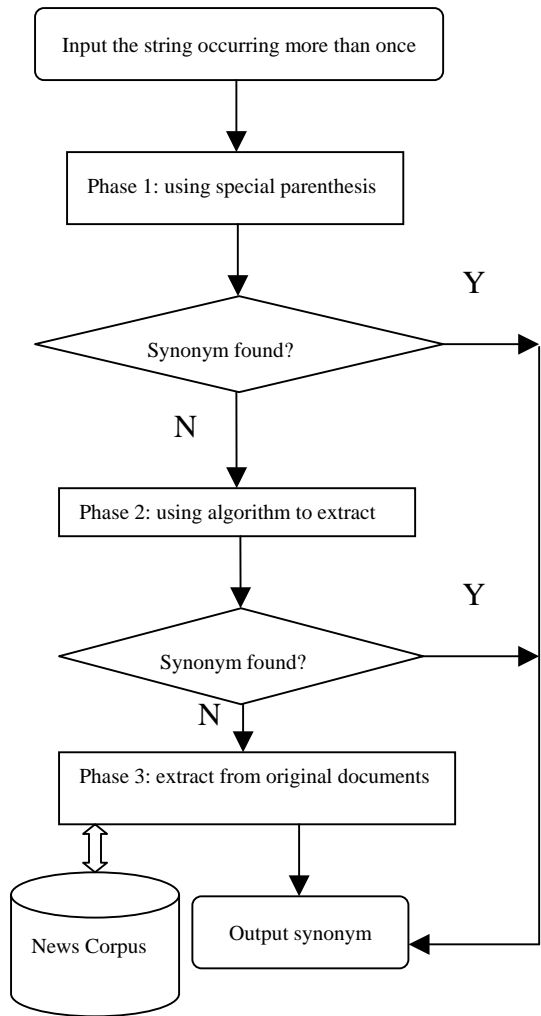 Input the string occurring more than once
Phase 1: using special parenthesis
Y
Synonym found?
N
Phase 2: using algorithm to extract
Y
Synonym found?
N
Phase 3: extract from original documents
News Corpus
Output synonym